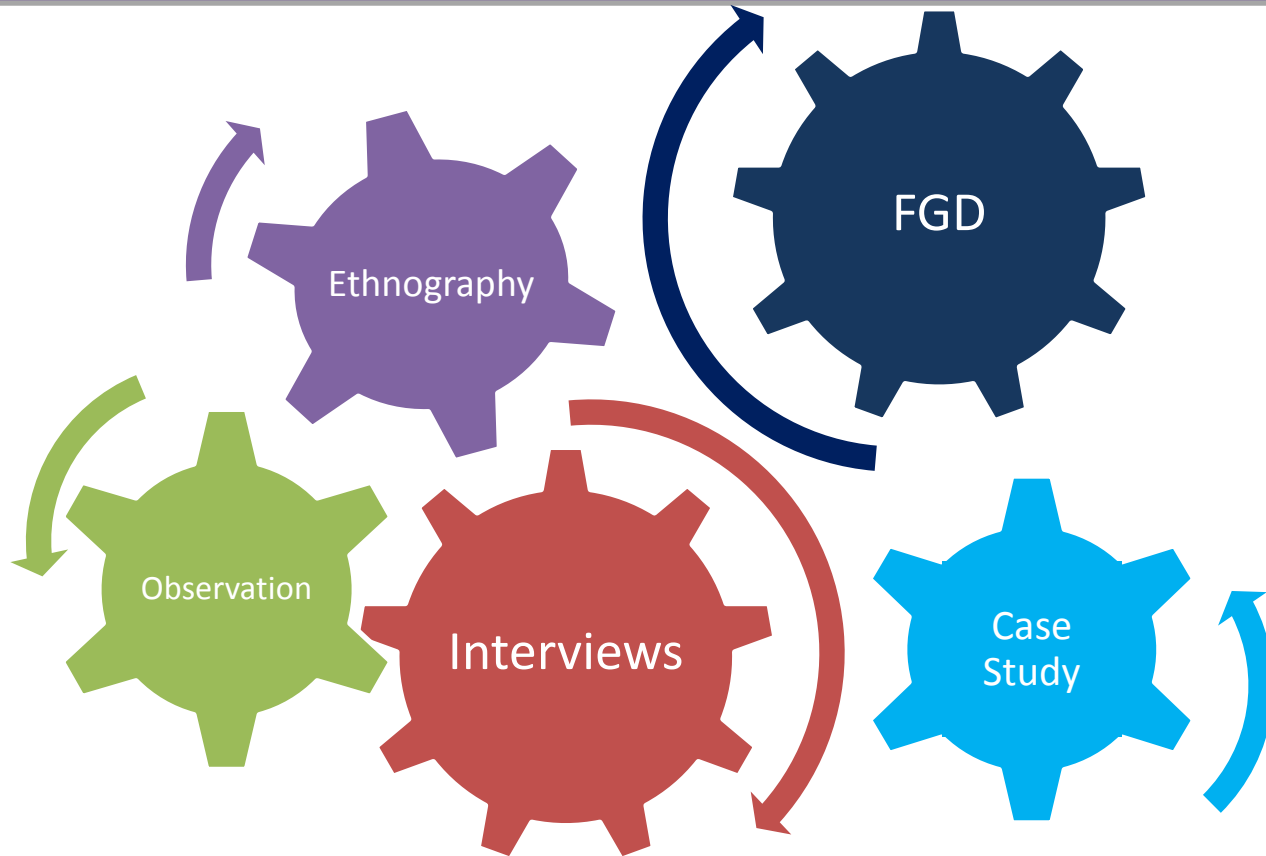 FGD
Ethnography
Observation
Interviews
Case
Study